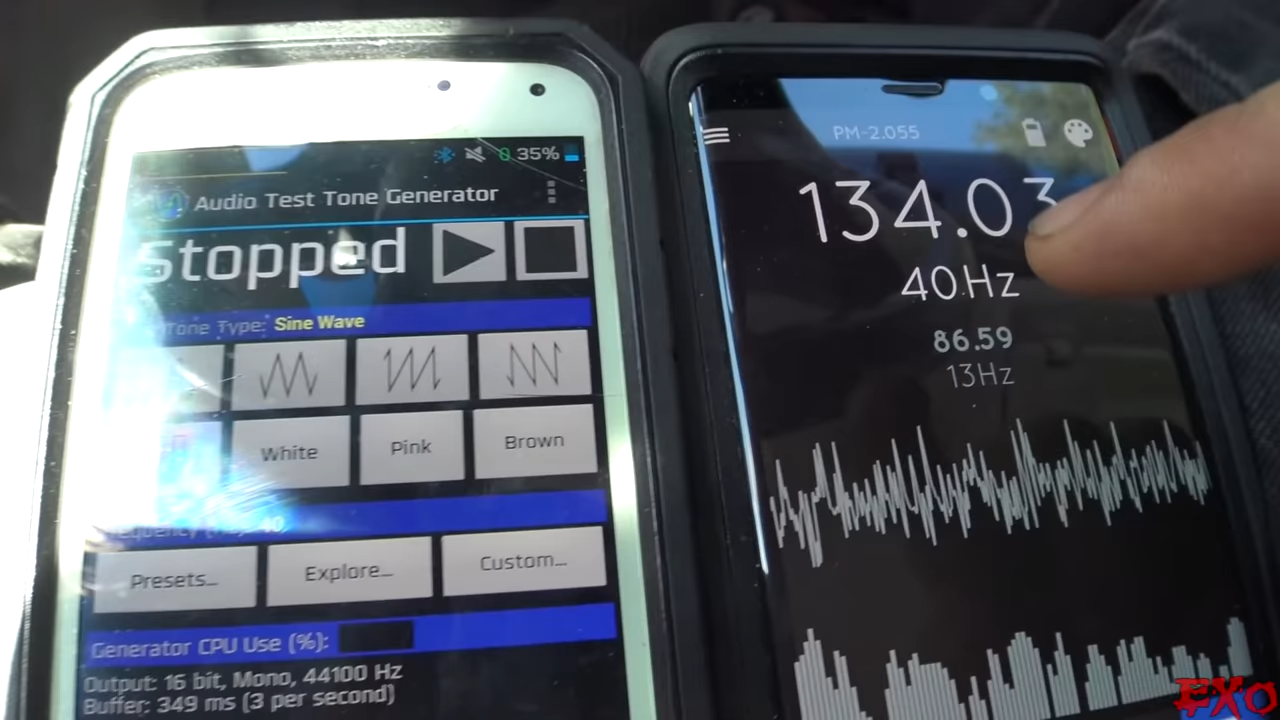 35%
Audio Test Tone Generator
Stopped
Tone Type: Sine Wave
White
Pink
Brown
Presets...
Explore...
Custom...
Generator CPU Use (%):
Output: 16 bit, Mono, 44100 Hz
Buffer: 349 ms (3 per second)
PM-2.055
134.03
40Hz
86.59
13Hz
EXO